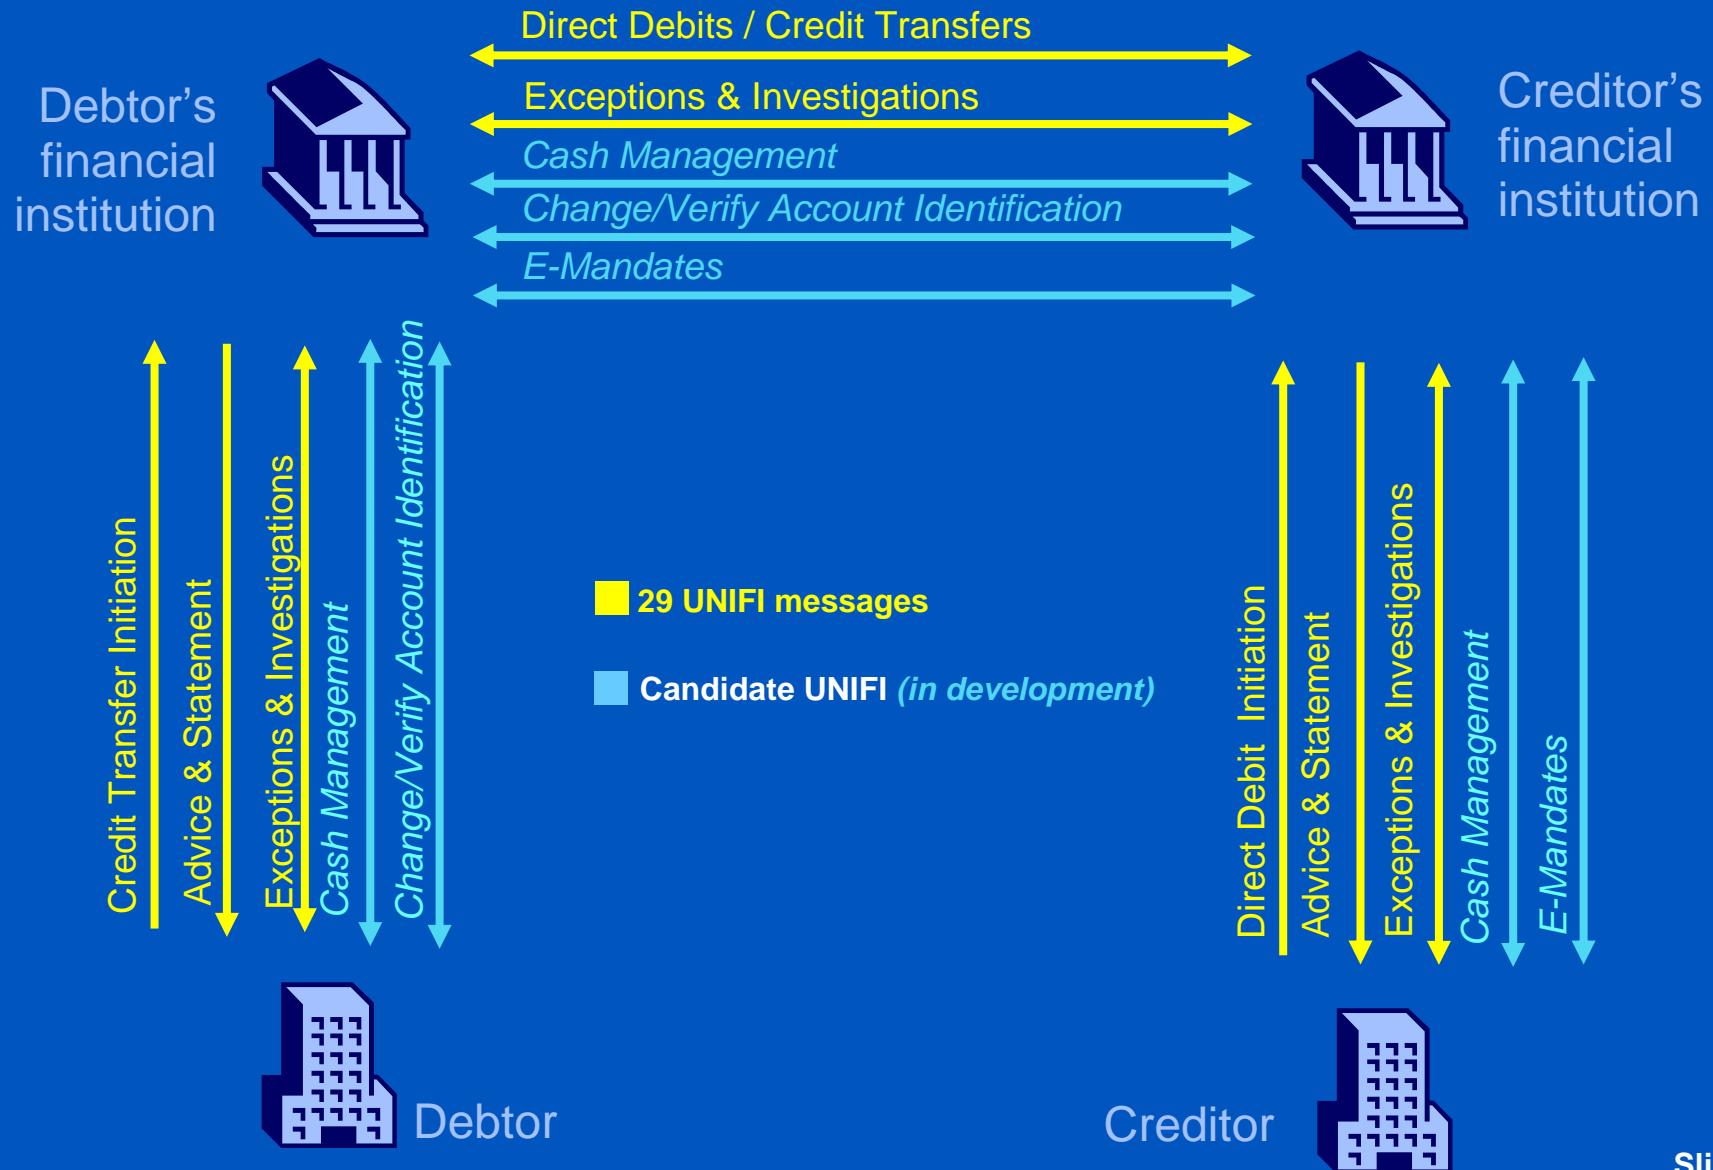 Direct Debits / Credit Transfers
Debtor's
financial
institution
Exceptions & Investigations
Cash Management
Change/Verify Account Identification
E-Mandates
Creditor's
financial
institution
Credit Transfer Initiation
Advice & Statement
Exceptions & Investigations
Cash Management
Change/Verify Account Identification
29 UNIFI messages
Candidate UNIFI (in development)
Direct Debit Initiation
Advice & Statement
Exceptions & Investigations
Cash Management
E-Mandates
Debtor
Creditor